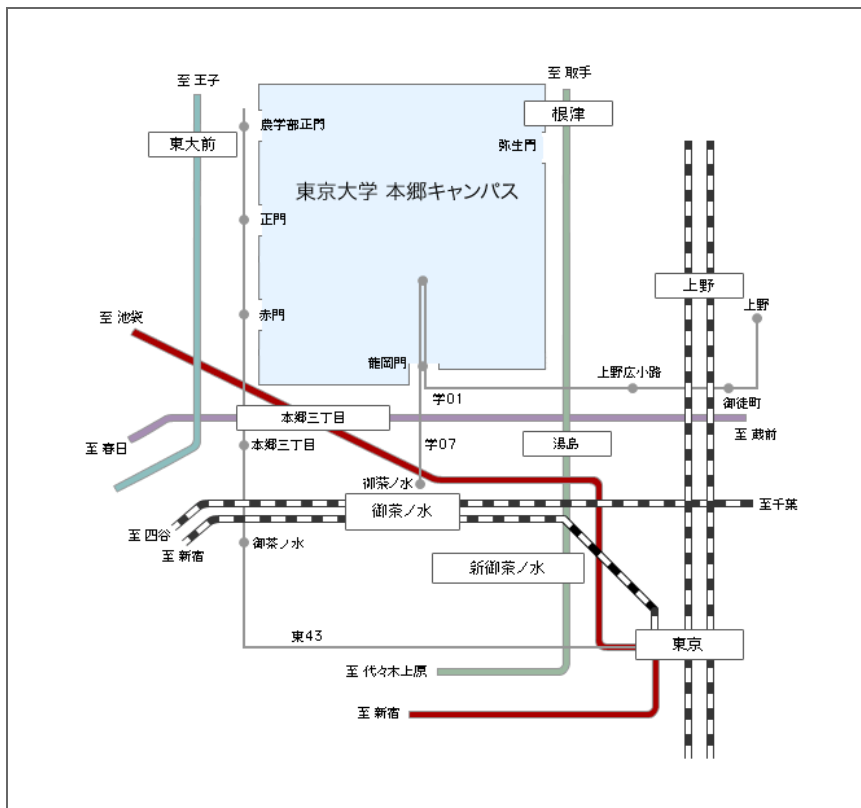 至 取手
至 王子
根津
農学部正門
東大前
弥生門
東京大学 本郷キャンパス
正門
上野
上野
至 池袋
赤門
龍岡門
上野広小路
学01
御徒町
本郷三丁目
至 蔵前
至 春日
本郷三丁目
学07
湯島
御茶ノ水
御茶ノ水
至千葉
至 四谷
至 新宿
御茶ノ水
新御茶ノ水
東43
東京
至 代々木上原
至 新宿